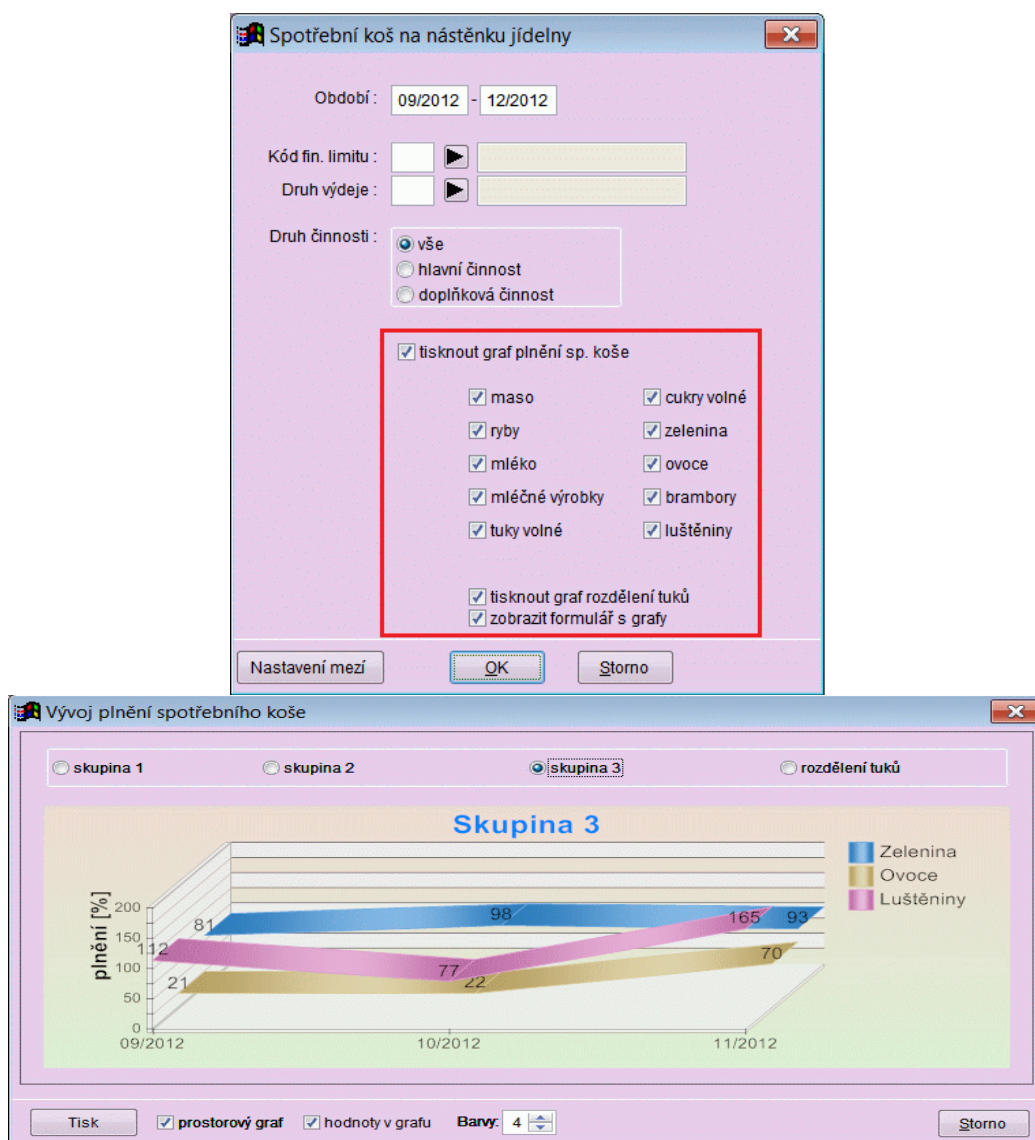 Spotřební koš na nástěnku jídelny
Období : 09/2012 - 12/2012
Kód fin. limitu :
Druh výdeje :
Druh činnosti : vše
hlavní činnost
doplňková činnost
tisknout graf plnění sp. koše
maso cukry volné
ryby zelenina
mléko ovoce
mléčné výrobky brambory
tuky volné luštěniny
tisknout graf rozdělení tuků
zobrazit formulář s grafy
Nastavení mezí OK Storno
Vývoj plnění spotřebního koše
skupina 1 skupina 2 skupina 3 rozdělení tuků
Skupina 3
Zelenina
Ovoce
Luštěniny
plnění [%]
200
150
100
50
0
81 98 93
112 77 165
21 22 70
09/2012 10/2012 11/2012
Tisk prostorový graf hodnoty v grafu Barvy: 4 Storno